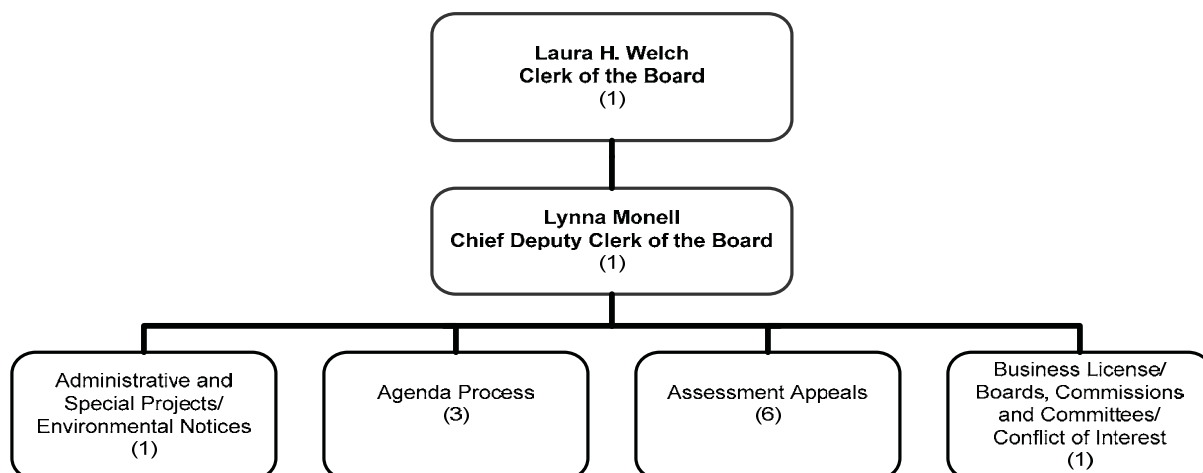 Laura H. Welch
Clerk of the Board
(1)
Lynna Monell
Chief Deputy Clerk of the Board
(1)
Administrative and
Special Projects/
Environmental Notices
(1)
Agenda Process
(3)
Assessment Appeals
(6)
Business License/
Boards, Commissions
and Committees/
Conflict of Interest
(1)